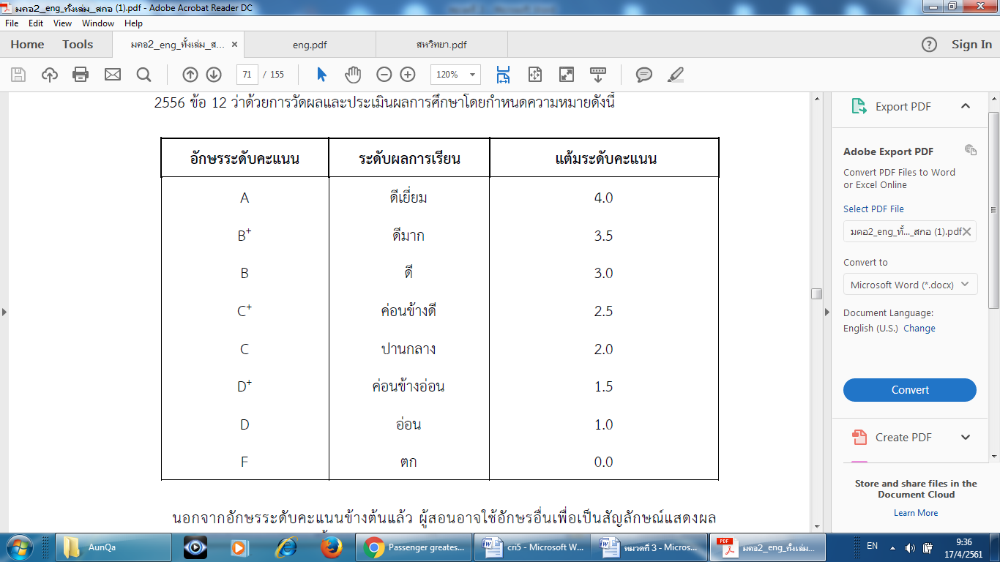 มคอ2_eng_ทั้งเล่ม_สกอ (1).pdf - Adobe Acrobat Reader DC
File Edit View Window Help
Home Tools มคอ2_eng_ทั้งเล่ม_ส... × eng.pdf สหวิทยา.pdf ? Sign In
71 / 155 120%
2556 ข้อ 12 ว่าด้วยการวัดผลและประเมินผลการศึกษาโดยกำหนดความหมายดังนี้
อักษรระดับคะแนน ระดับผลการเรียน แต้มระดับคะแนน
A ดีเยี่ยม 4.0
B+ ดีมาก 3.5
B ดี 3.0
C+ ค่อนข้างดี 2.5
C ปานกลาง 2.0
D+ ค่อนข้างอ่อน 1.5
D อ่อน 1.0
F ตก 0.0
นอกจากอักษรระดับคะแนนข้างต้นแล้ว ผู้สอนอาจใช้อักษรอื่นเพื่อเป็นสัญลักษณ์แสดงผล
Export PDF
Adobe Export PDF
Convert PDF Files to Word
or Excel Online
Select PDF File
มคอ2_eng_ทั้..._สกอ (1).pdf
Convert to
Microsoft Word (*.docx)
Document Language:
English (U.S.) Change
Convert
Create PDF
Store and share files in the
Document Cloud
Learn More
AunQa Passenger greates... cri5 - Microsoft W... หมวดที่ 3 - Micros... มคอ2_eng_ทั้งเล่ม... EN 9:36
17/4/2561